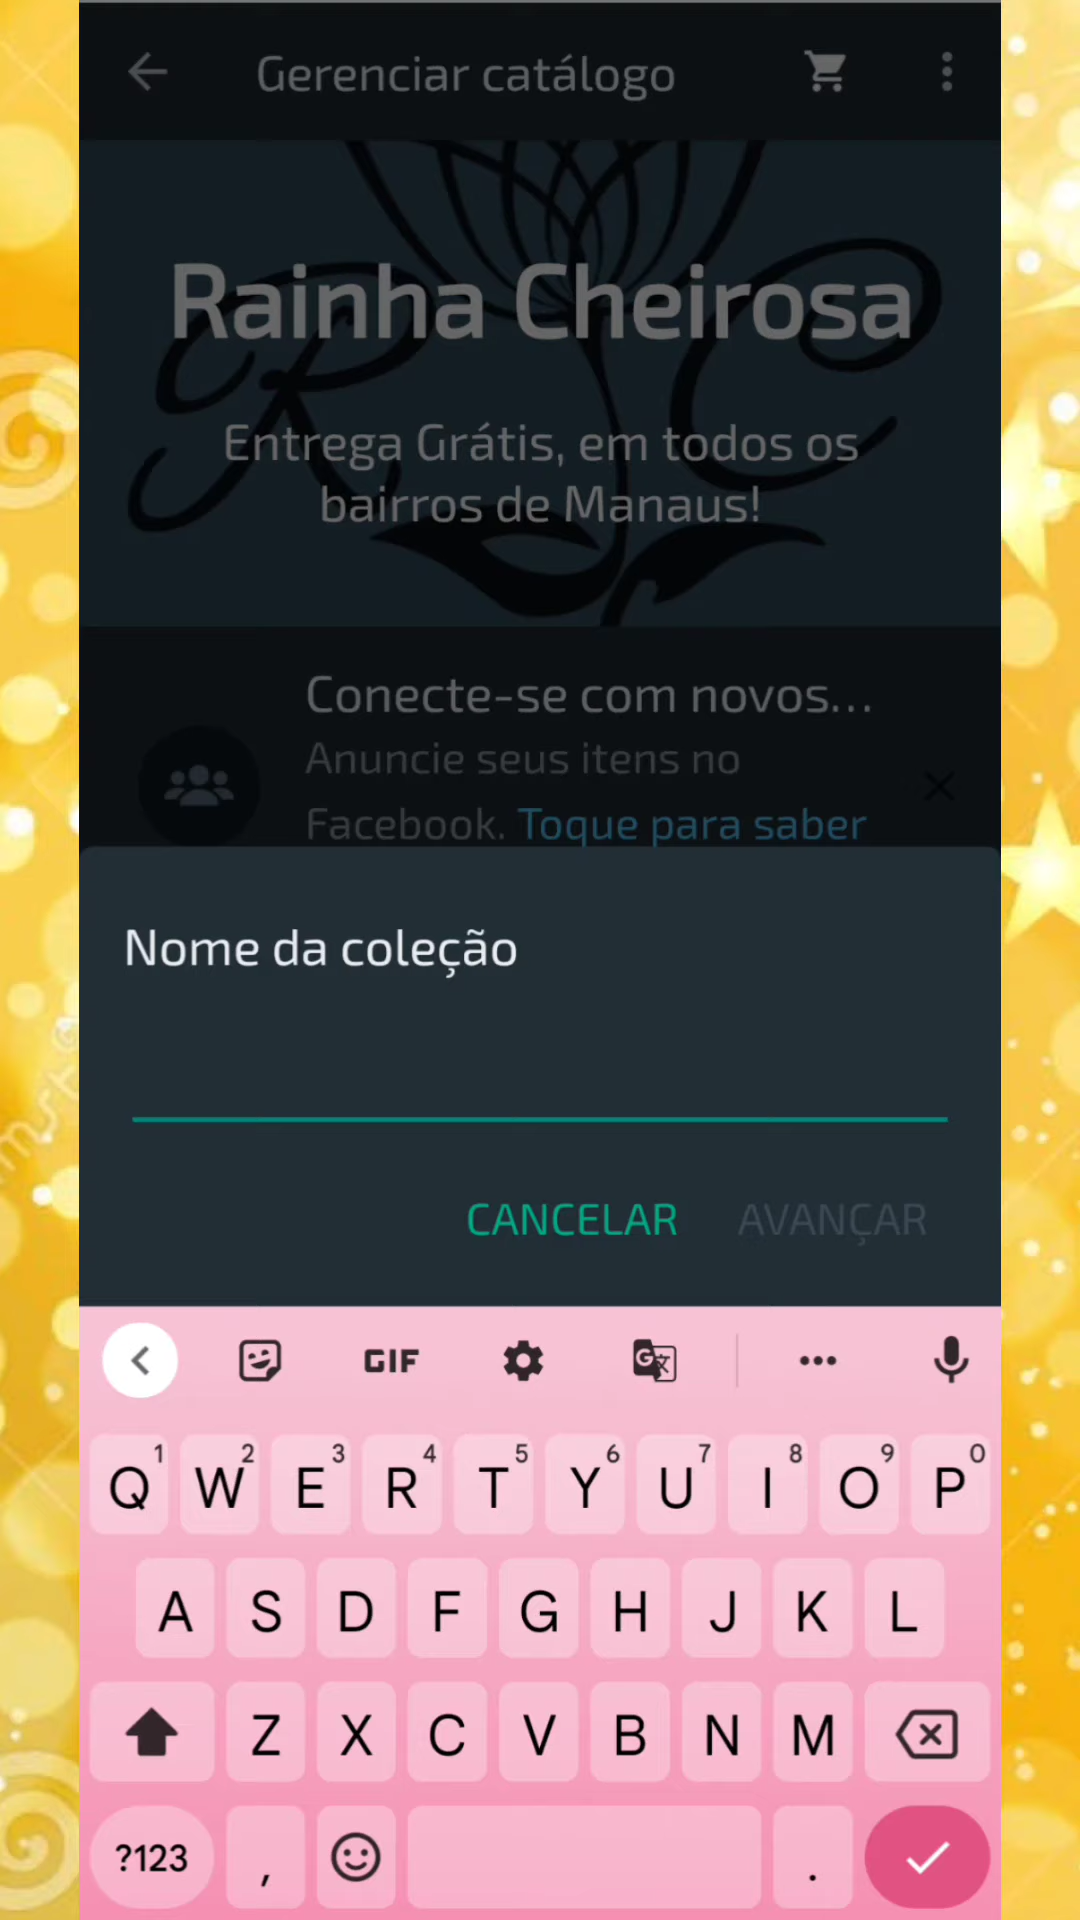 Gerenciar catálogo
Rainha Cheirosa
R C
Entrega Grátis, em todos os
bairros de Manaus!
Conecte-se com novos...
Anuncie seus itens no
Facebook. Toque para saber
Nome da coleção
CANCELAR AVANÇAR
GIF G
1 2 3 4 5 6 7 8 9 0
Q W E R T Y U I O P
A S D F G H J K L
Z X C V B N M
?123 , .